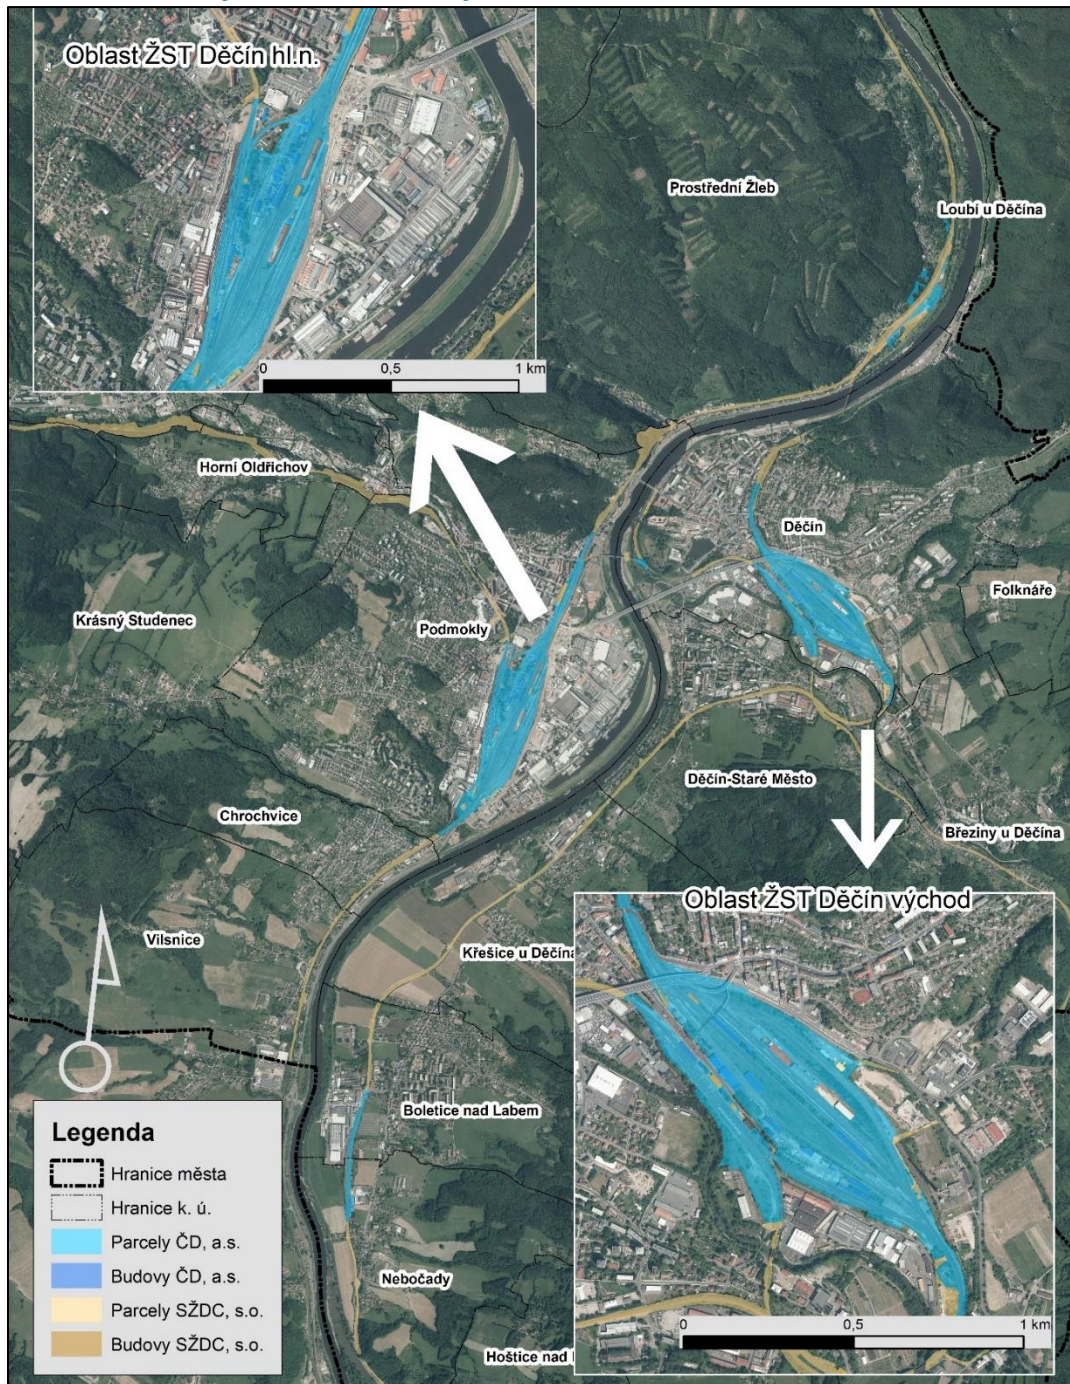 Oblast ŽST Děčín hl.n.
0 0,5 1 km
Prostřední Žleb
Loubí u Děčína
Horní Oldřichov
Děčín
Folknáře
Krásný Studenec
Podmokly
Děčín-Staré Město
Chrochvice
Březiny u Děčína
Oblast ŽST Děčín východ
Vilsnice
Křešice u Děčína
Boletice nad Labem
Nebočady
Hoštice nad
0 0,5 1 km
Legenda
Hranice města
Hranice k. ú.
Parcely ČD, a.s.
Budovy ČD, a.s.
Parcely SŽDC, s.o.
Budovy SŽDC, s.o.